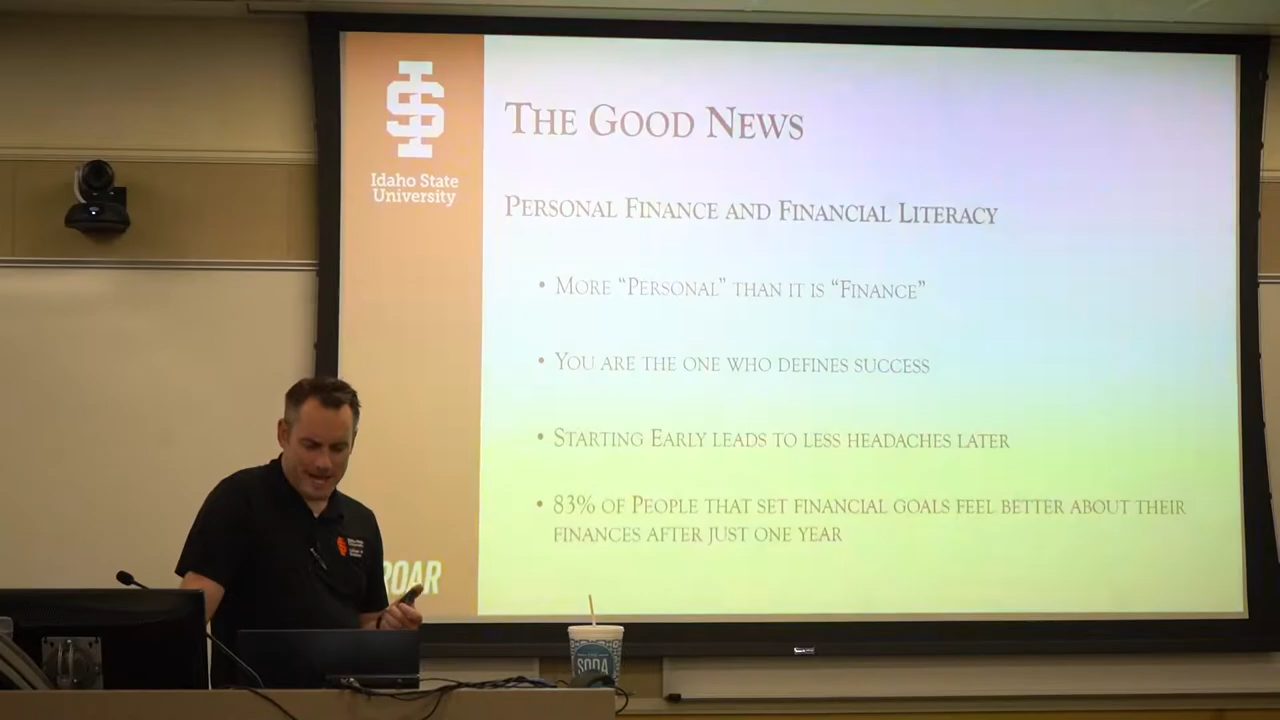 Idaho State
University
THE GOOD NEWS
PERSONAL FINANCE AND FINANCIAL LITERACY
• MORE “PERSONAL” THAN IT IS “FINANCE”
• YOU ARE THE ONE WHO DEFINES SUCCESS
• STARTING EARLY LEADS TO LESS HEADACHES LATER
• 83% OF PEOPLE THAT SET FINANCIAL GOALS FEEL BETTER ABOUT THEIR
FINANCES AFTER JUST ONE YEAR
ROAR
SODA